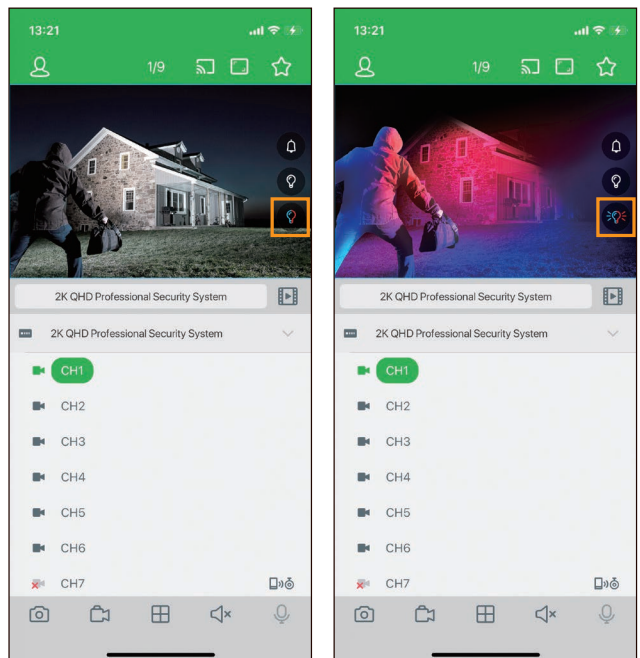 13:21
1/9
2K QHD Professional Security System
2K QHD Professional Security System
CH1
CH2
CH3
CH4
CH5
CH6
CH7
13:21
1/9
2K QHD Professional Security System
2K QHD Professional Security System
CH1
CH2
CH3
CH4
CH5
CH6
CH7